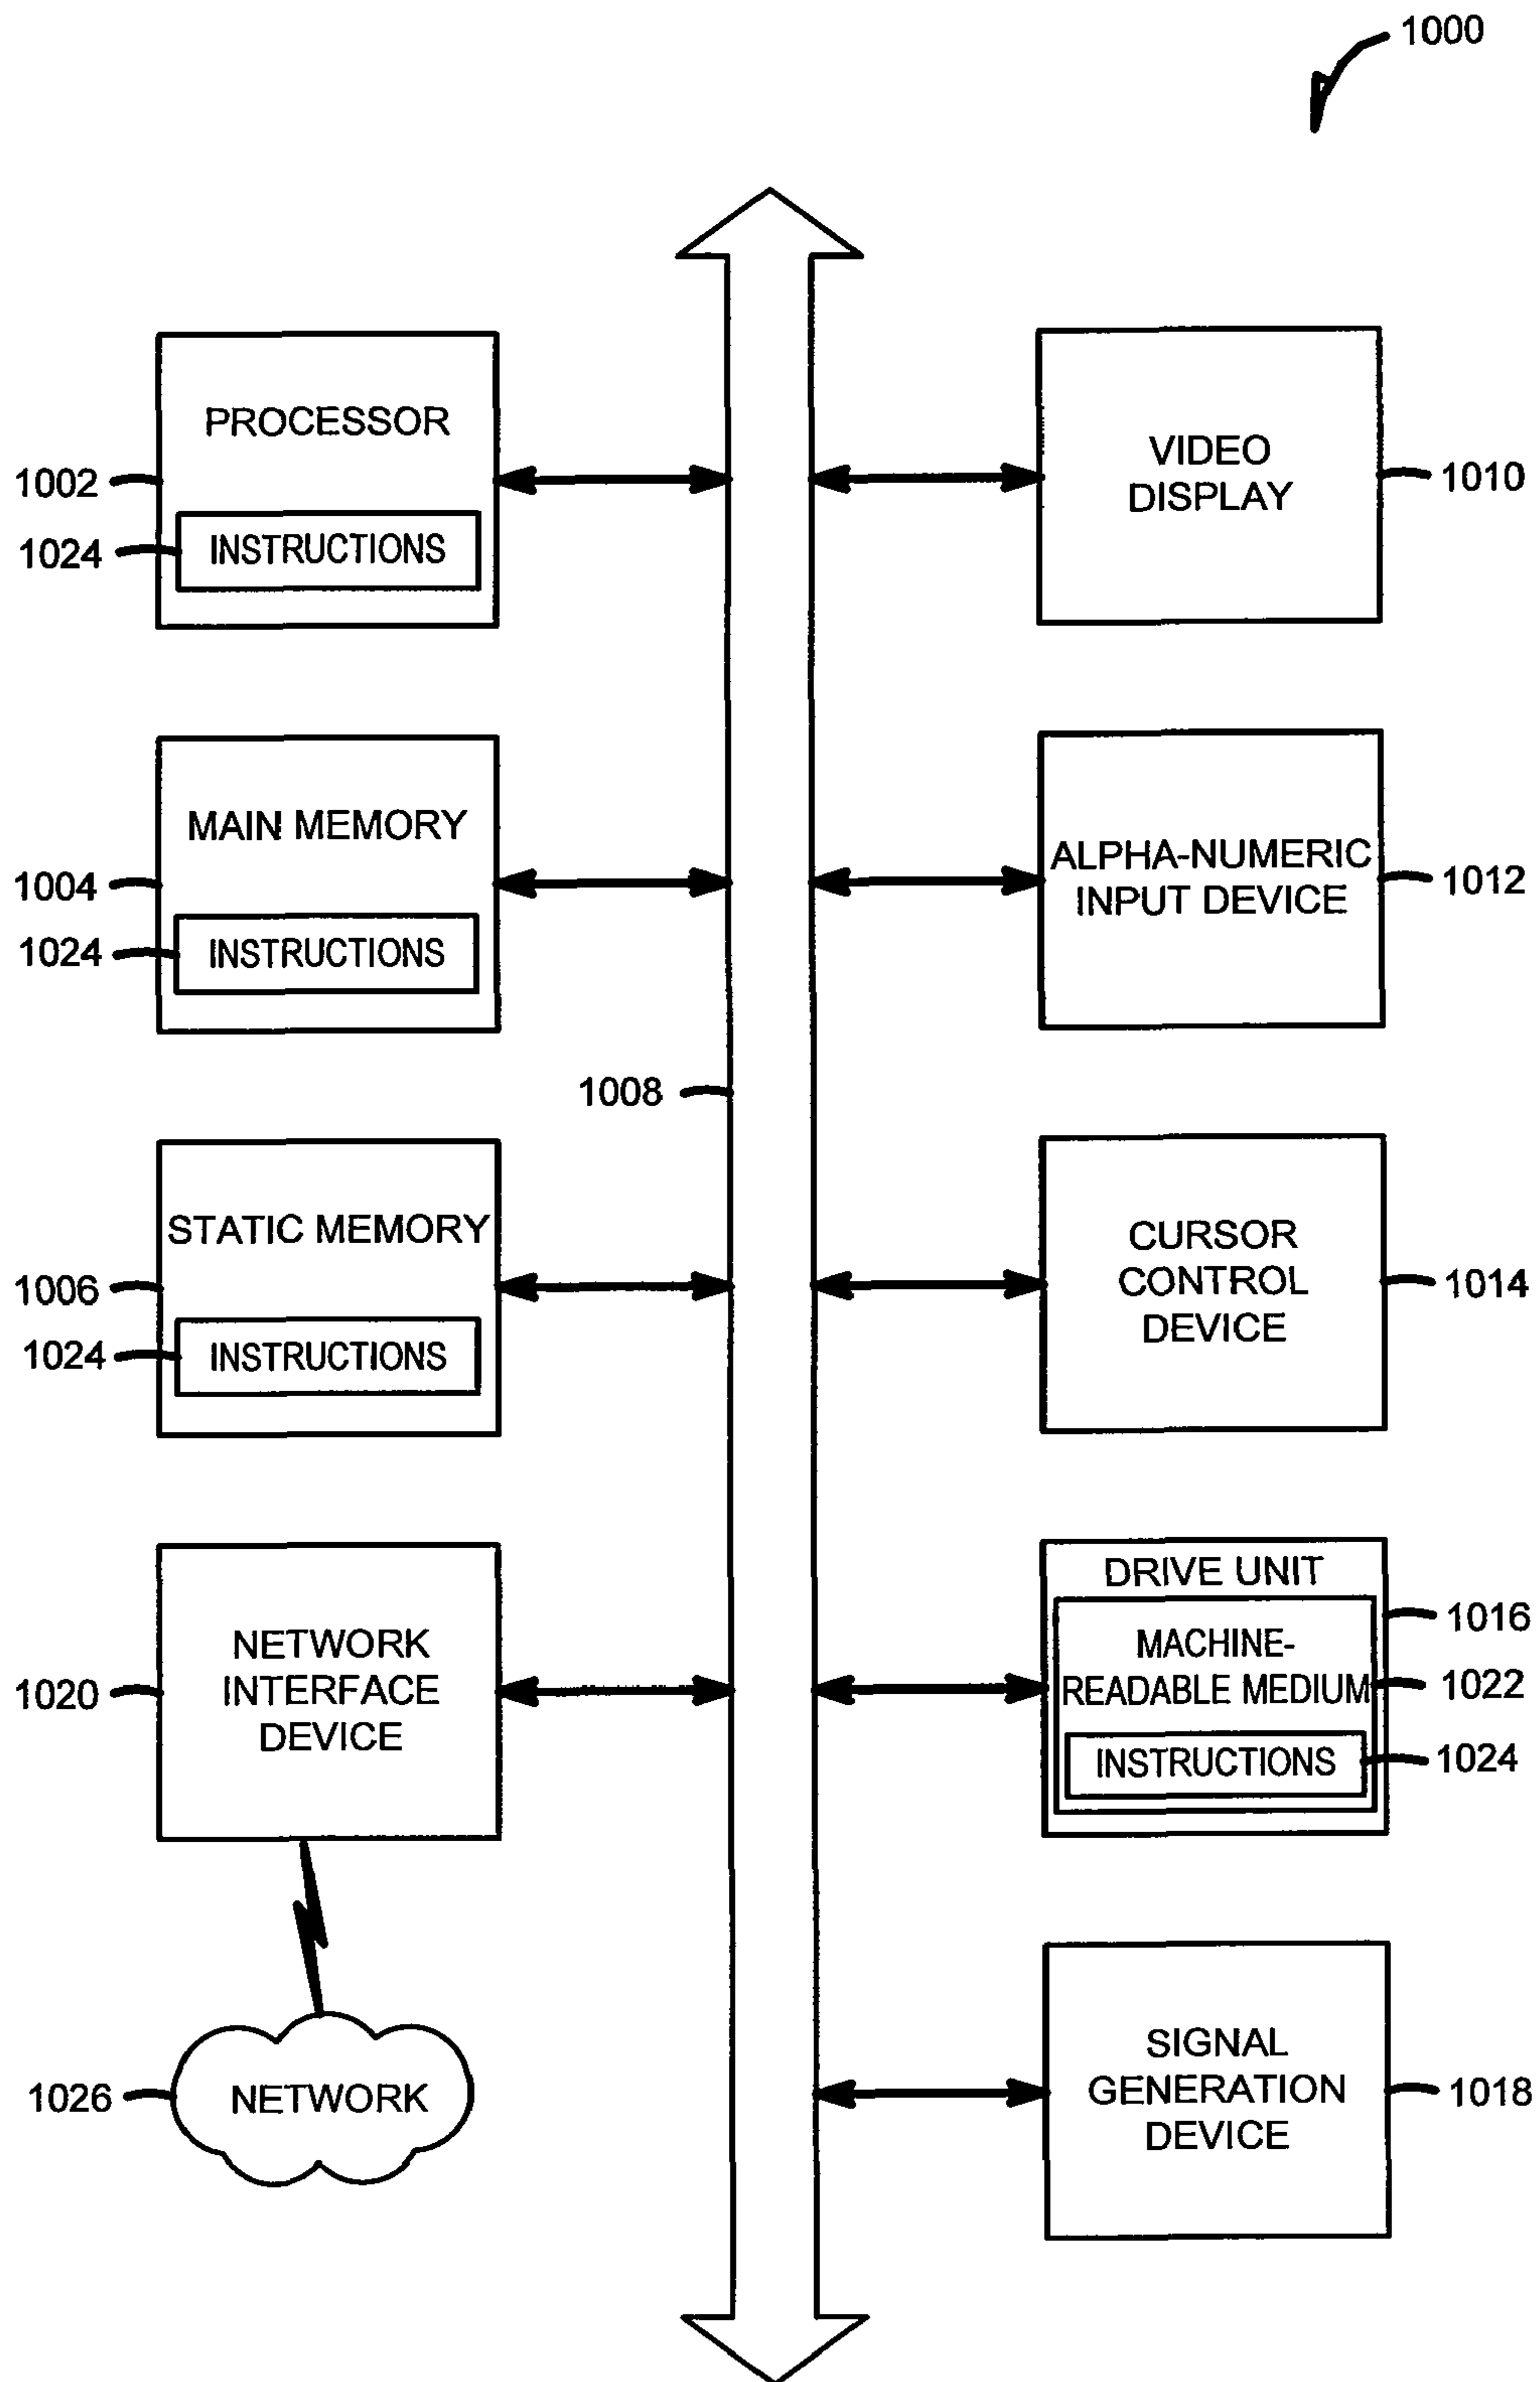 1000
PROCESSOR
1002
1024
INSTRUCTIONS
VIDEO
DISPLAY
1010
MAIN MEMORY
1004
1024
INSTRUCTIONS
ALPHA-NUMERIC
INPUT DEVICE
1012
1008
STATIC MEMORY
1006
1024
INSTRUCTIONS
CURSOR
CONTROL
DEVICE
1014
NETWORK
INTERFACE
DEVICE
1020
DRIVE UNIT
1016
MACHINE-
READABLE MEDIUM
1022
INSTRUCTIONS
1024
1026
NETWORK
SIGNAL
GENERATION
DEVICE
1018